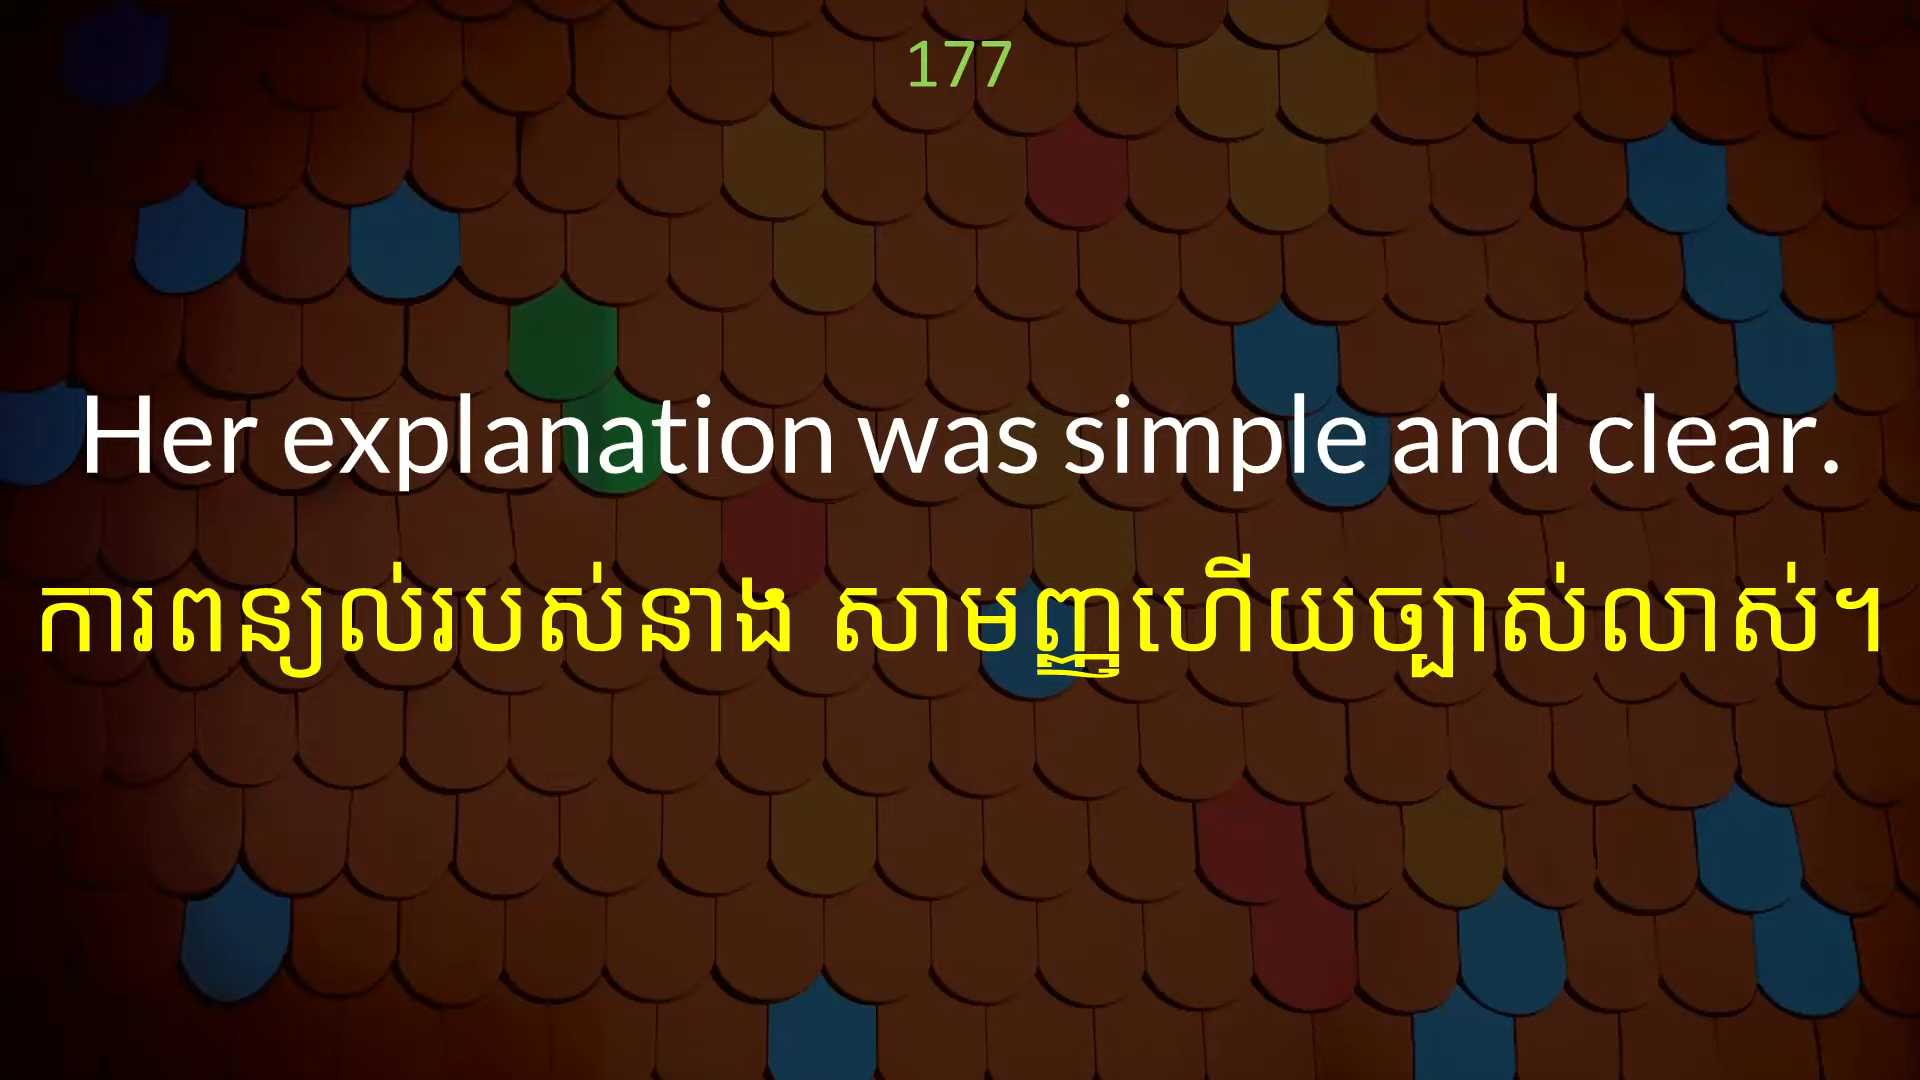 177
Her explanation was simple and clear.
ការពន្យល់របស់នាង សាមញ្ញហើយច្បាស់លាស់។